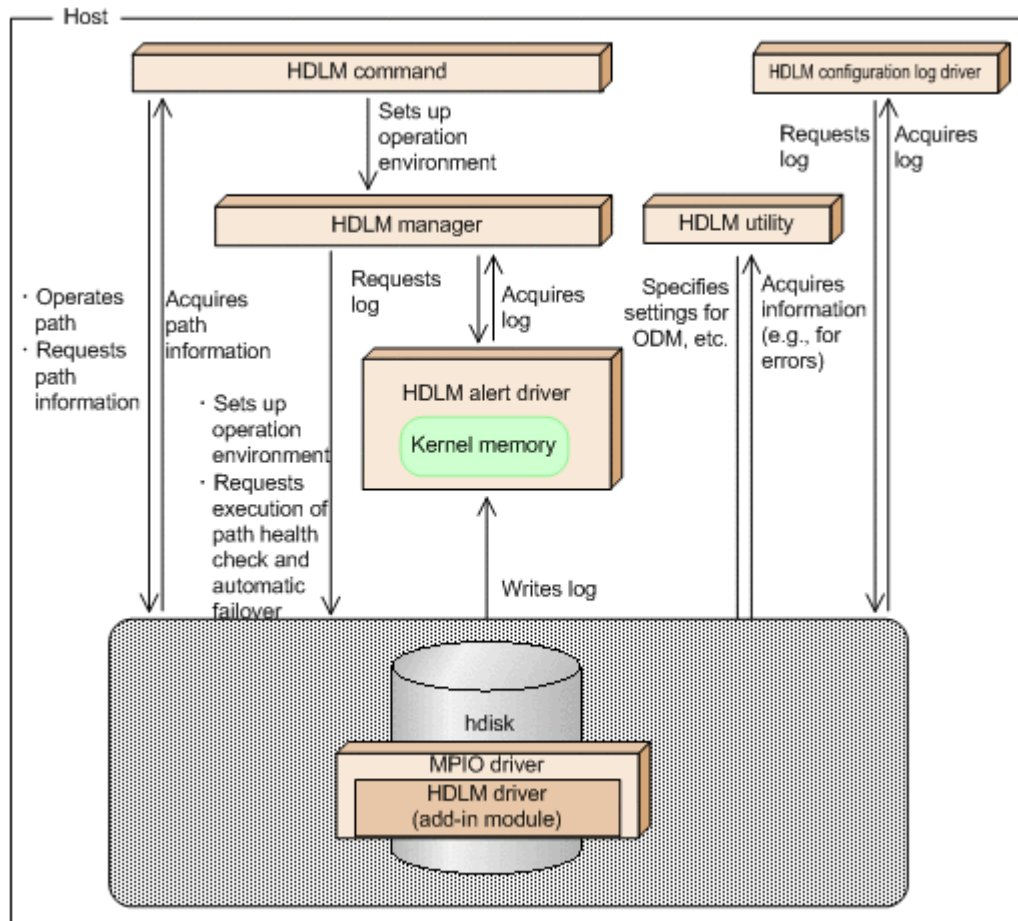 Host
HDLM command
HDLM configuration log driver
Sets up
operation
environment
Requests
log
Acquires
log
HDLM manager
HDLM utility
· Operates
path
· Requests
path
information
Acquires
path
information
Requests
log
Acquires
log
Specifies
settings for
ODM, etc.
Acquires
information
(e.g., for
errors)
HDLM alert driver
Kernel memory
· Sets up
operation
environment
· Requests
execution of
path health
check and
automatic
failover
Writes log
hdisk
MPIO driver
HDLM driver
(add-in module)